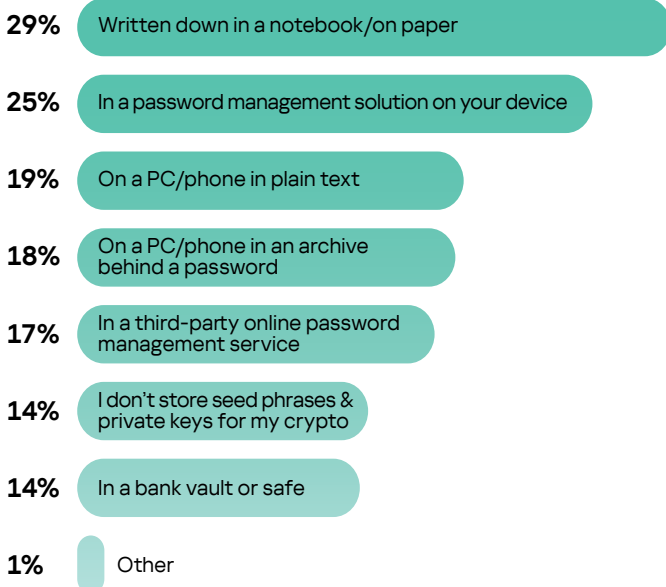 29% Written down in a notebook/on paper
25% In a password management solution on your device
19% On a PC/phone in plain text
18% On a PC/phone in an archive
behind a password
17% In a third-party online password
management service
14% I don’t store seed phrases &
private keys for my crypto
14% In a bank vault or safe
1% Other